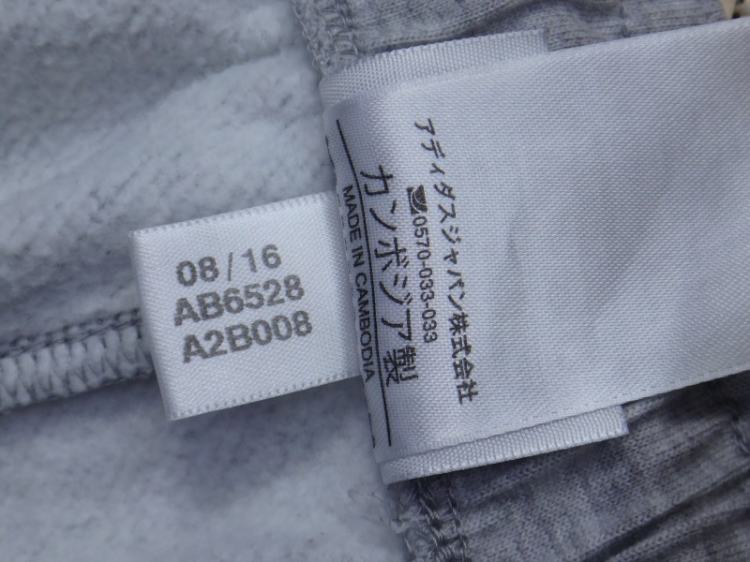 08/16
AB6528
A2B008
アディダスジャパン株式会社
0570-033-033
カンボジア製
MADE IN CAMBODIA